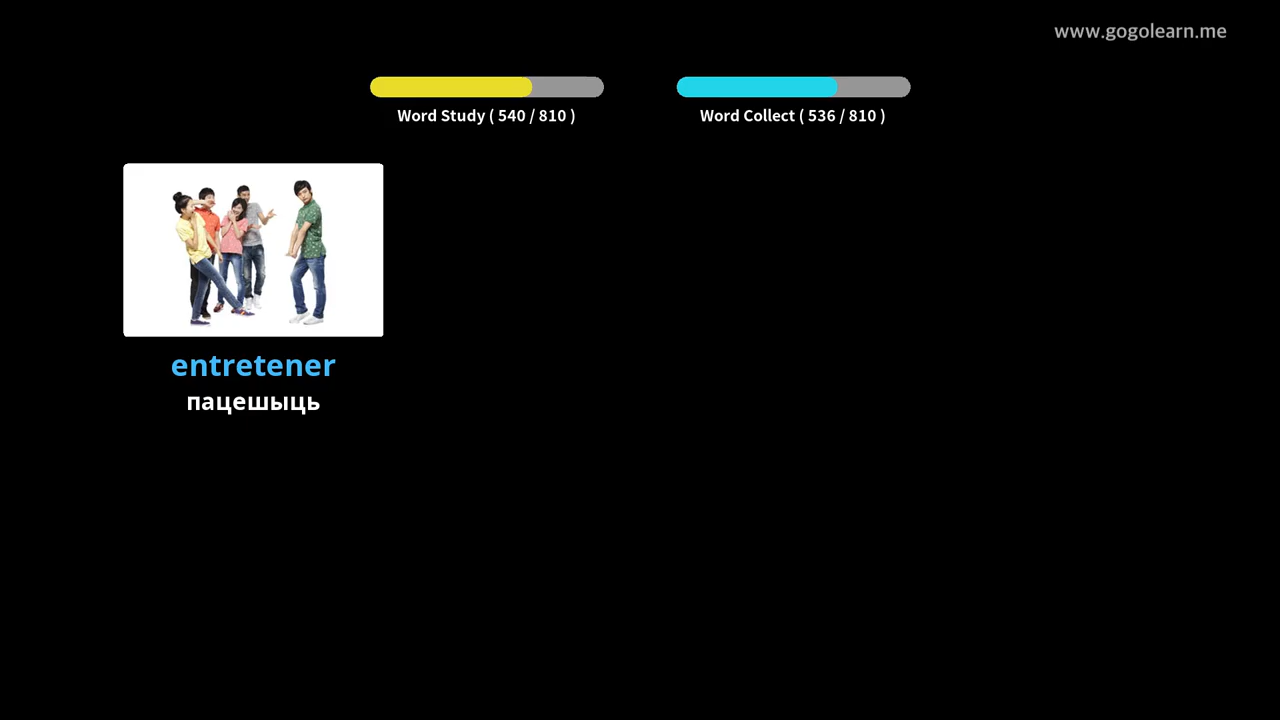 www.gogolearn.me
Word Study ( 540 / 810 )
Word Collect ( 536 / 810 )
entretener
пацешыць